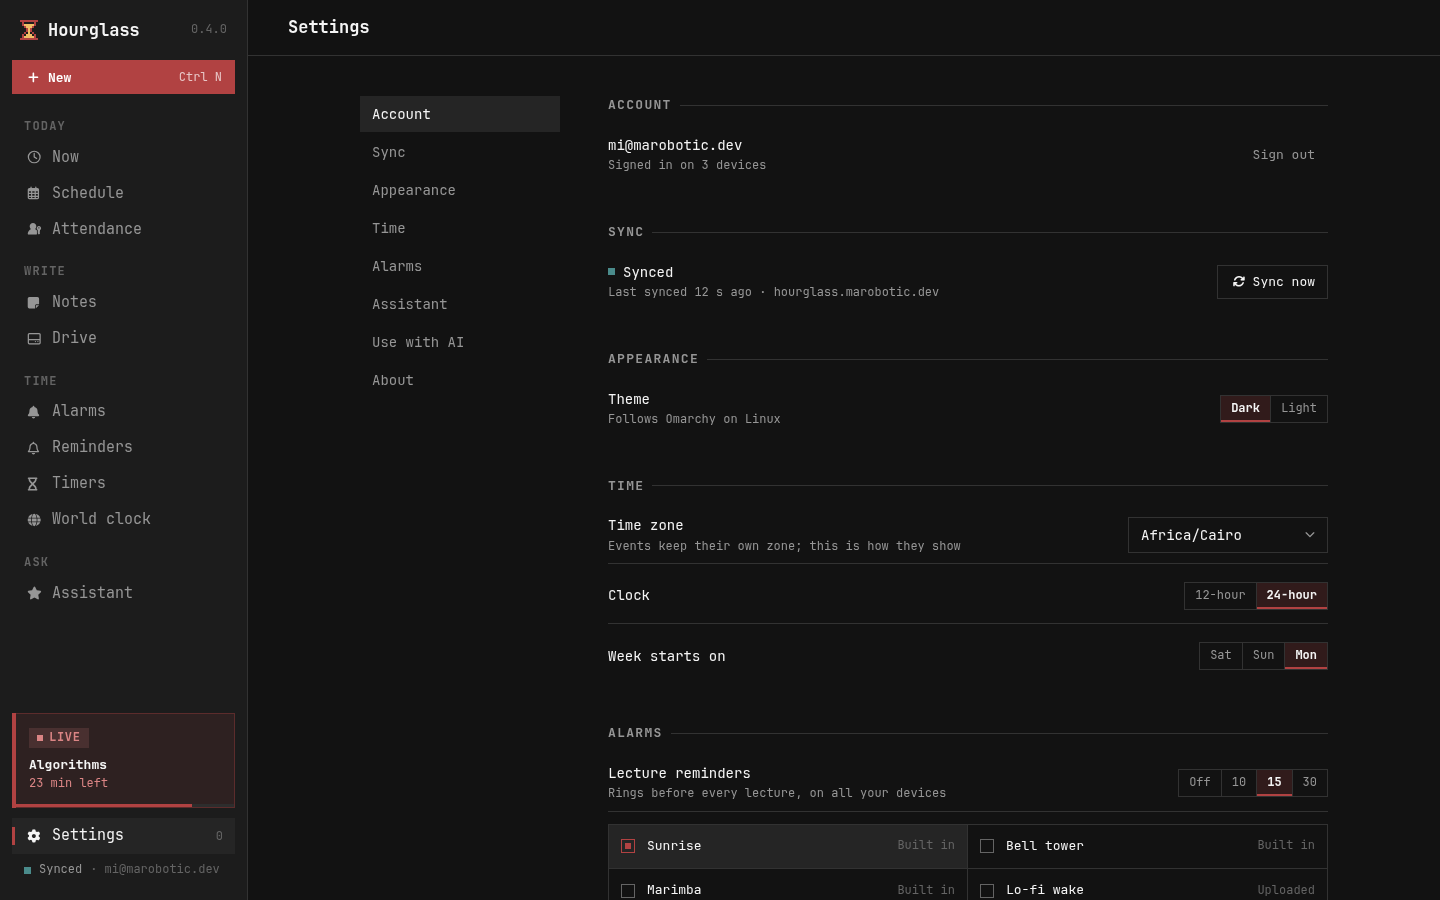 Hourglass 0.4.0
New Ctrl N
TODAY
Now
Schedule
Attendance
WRITE
Notes
Drive
TIME
Alarms
Reminders
Timers
World clock
ASK
Assistant
LIVE
Algorithms
23 min left
Settings 0
Synced · mi@marobotic.dev
Settings
Account
Sync
Appearance
Time
Alarms
Assistant
Use with AI
About
ACCOUNT
mi@marobotic.dev
Signed in on 3 devices
Sign out
SYNC
Synced
Last synced 12 s ago · hourglass.marobotic.dev
Sync now
APPEARANCE
Theme
Follows Omarchy on Linux
Dark Light
TIME
Time zone
Events keep their own zone; this is how they show
Africa/Cairo
Clock
12-hour 24-hour
Week starts on
Sat Sun Mon
ALARMS
Lecture reminders
Rings before every lecture, on all your devices
Off 10 15 30
Sunrise Built in
Bell tower Built in
Marimba Built in
Lo-fi wake Uploaded